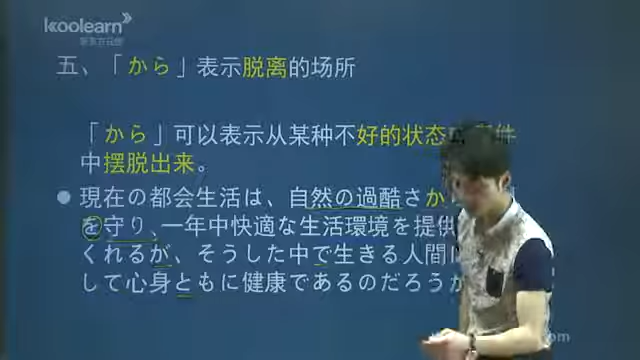 koolearn
新东方在线
五、「から」表示脱离的场所
「から」可以表示从某种不好的状态
中摆脱出来。
● 現在の都会生活は、自然の過酷さか
を守り、一年中快適な生活環境を提供
くれるが、そうした中で生きる人間
して心身ともに健康であるのだろうか
om